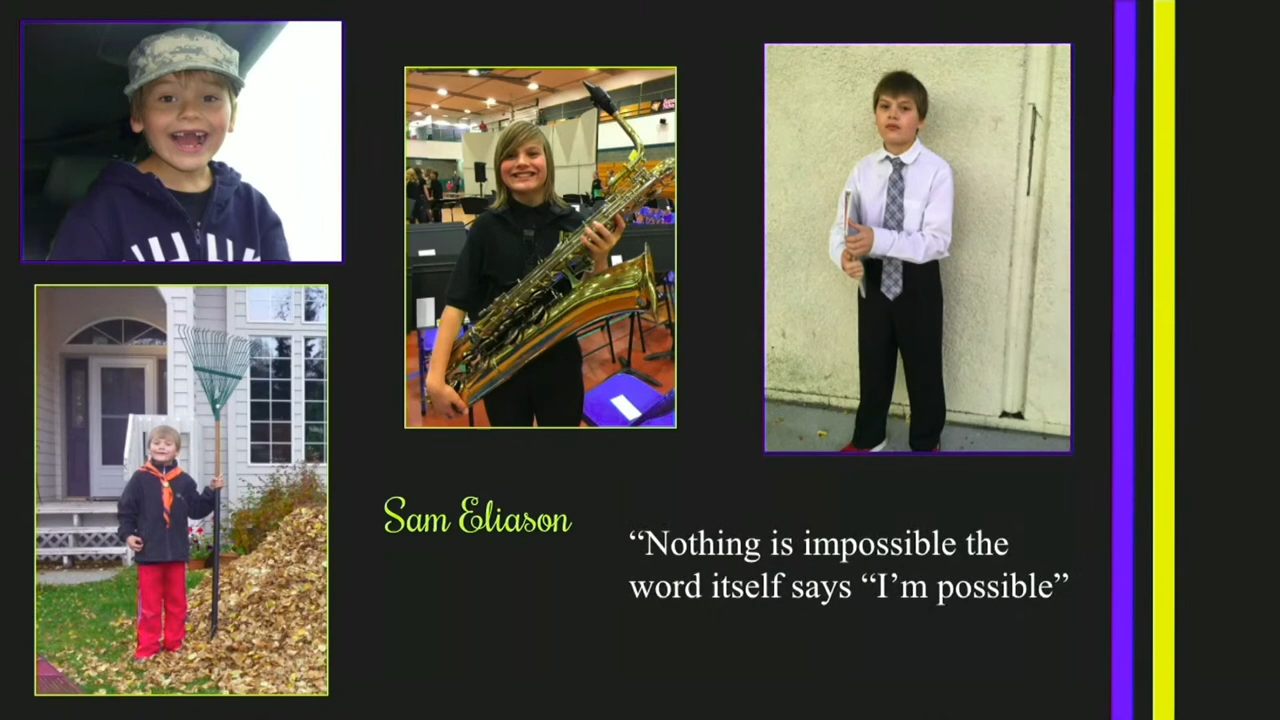 Sam Eliason
“Nothing is impossible the
word itself says “I’m possible”